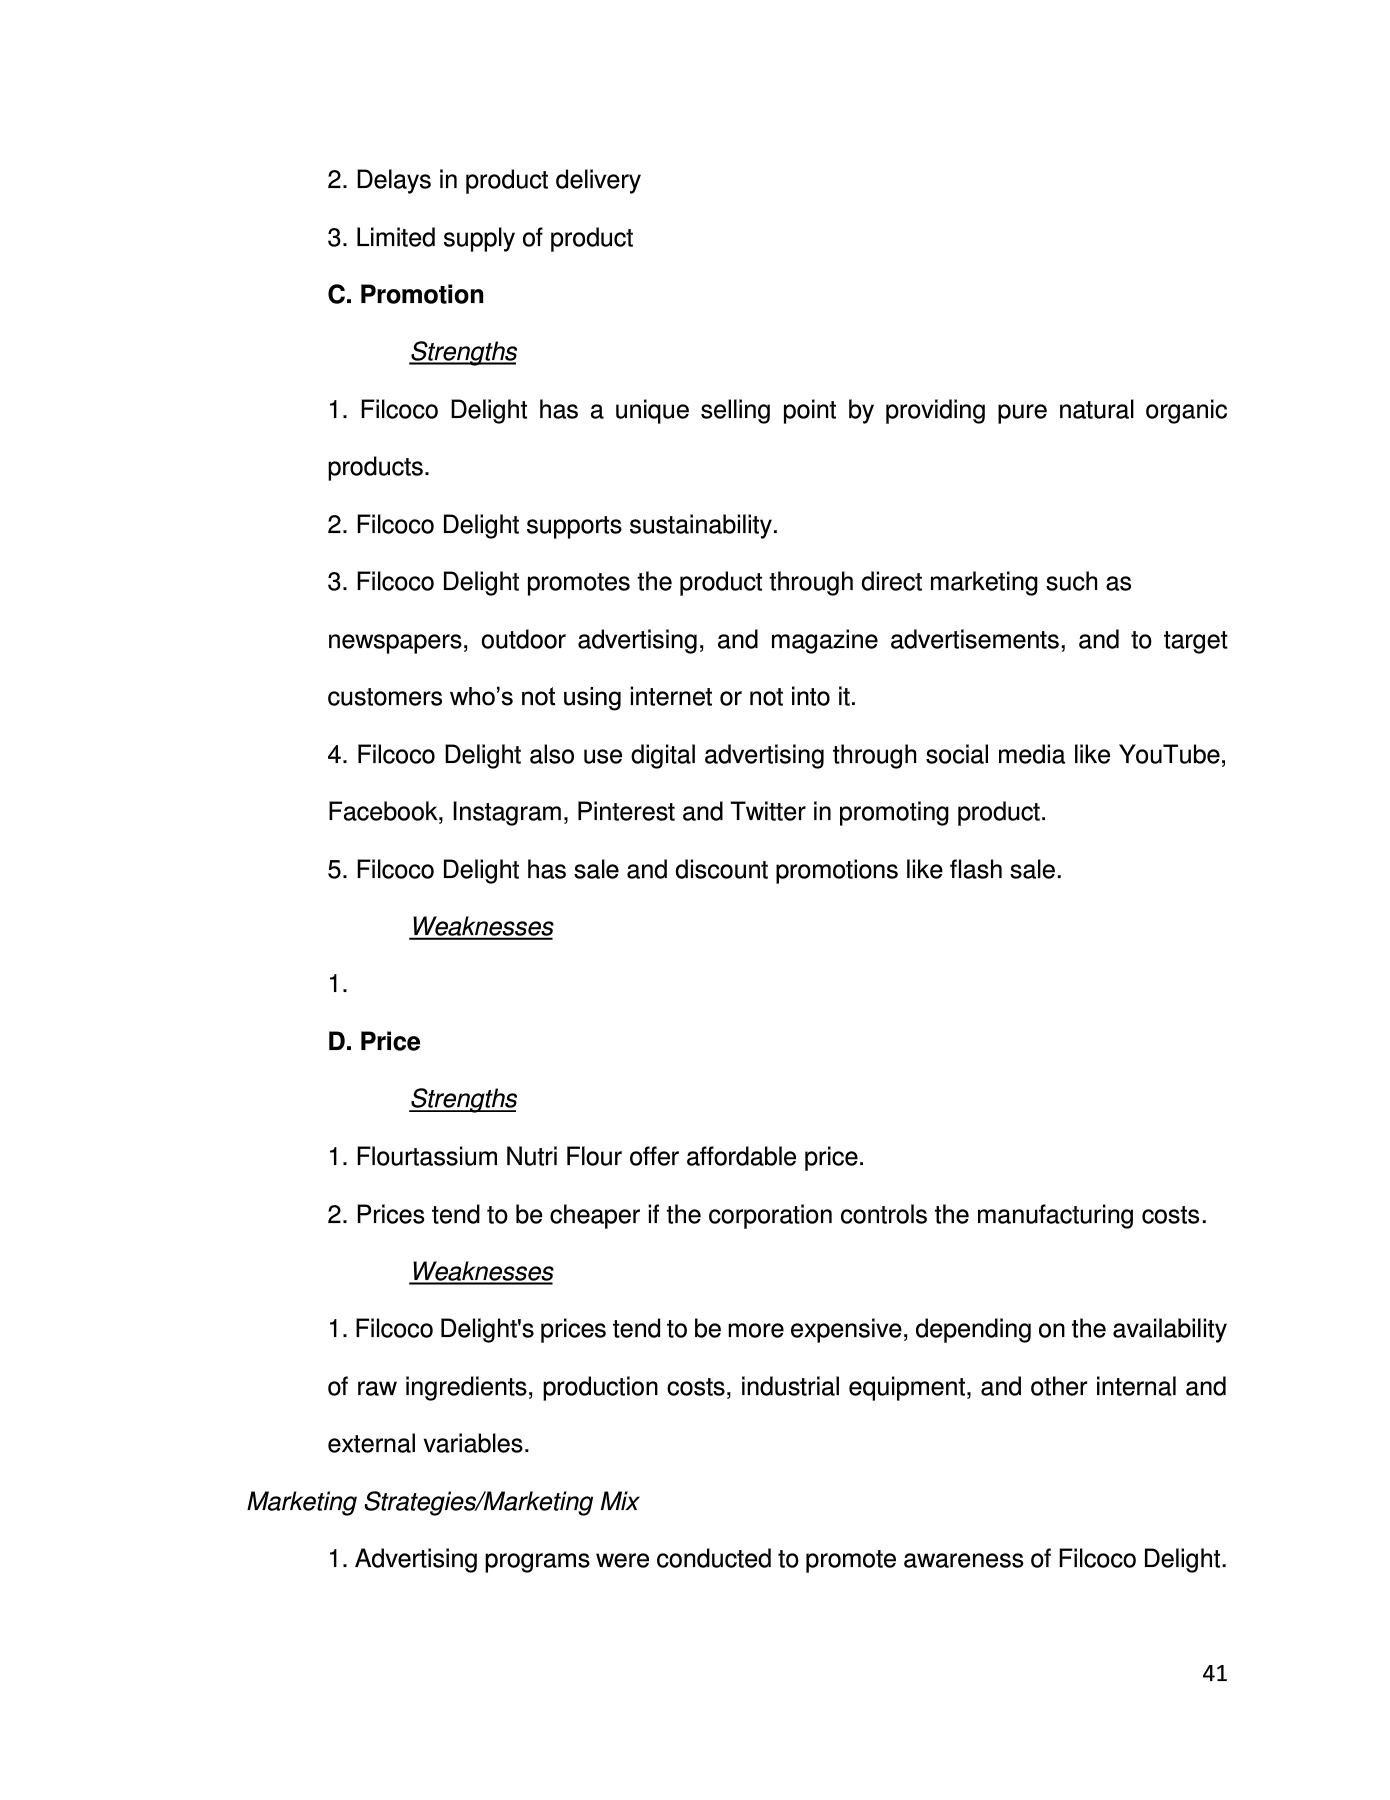 2. Delays in product delivery
3. Limited supply of product
C. Promotion
Strengths
1. Filcoco Delight has a unique selling point by providing pure natural organic
products.
2. Filcoco Delight supports sustainability.
3. Filcoco Delight promotes the product through direct marketing such as
newspapers, outdoor advertising, and magazine advertisements, and to target
customers who’s not using internet or not into it.
4. Filcoco Delight also use digital advertising through social media like YouTube,
Facebook, Instagram, Pinterest and Twitter in promoting product.
5. Filcoco Delight has sale and discount promotions like flash sale.
Weaknesses
1.
D. Price
Strengths
1. Flourtassium Nutri Flour offer affordable price.
2. Prices tend to be cheaper if the corporation controls the manufacturing costs.
Weaknesses
1. Filcoco Delight's prices tend to be more expensive, depending on the availability
of raw ingredients, production costs, industrial equipment, and other internal and
external variables.
Marketing Strategies/Marketing Mix
1. Advertising programs were conducted to promote awareness of Filcoco Delight.
41